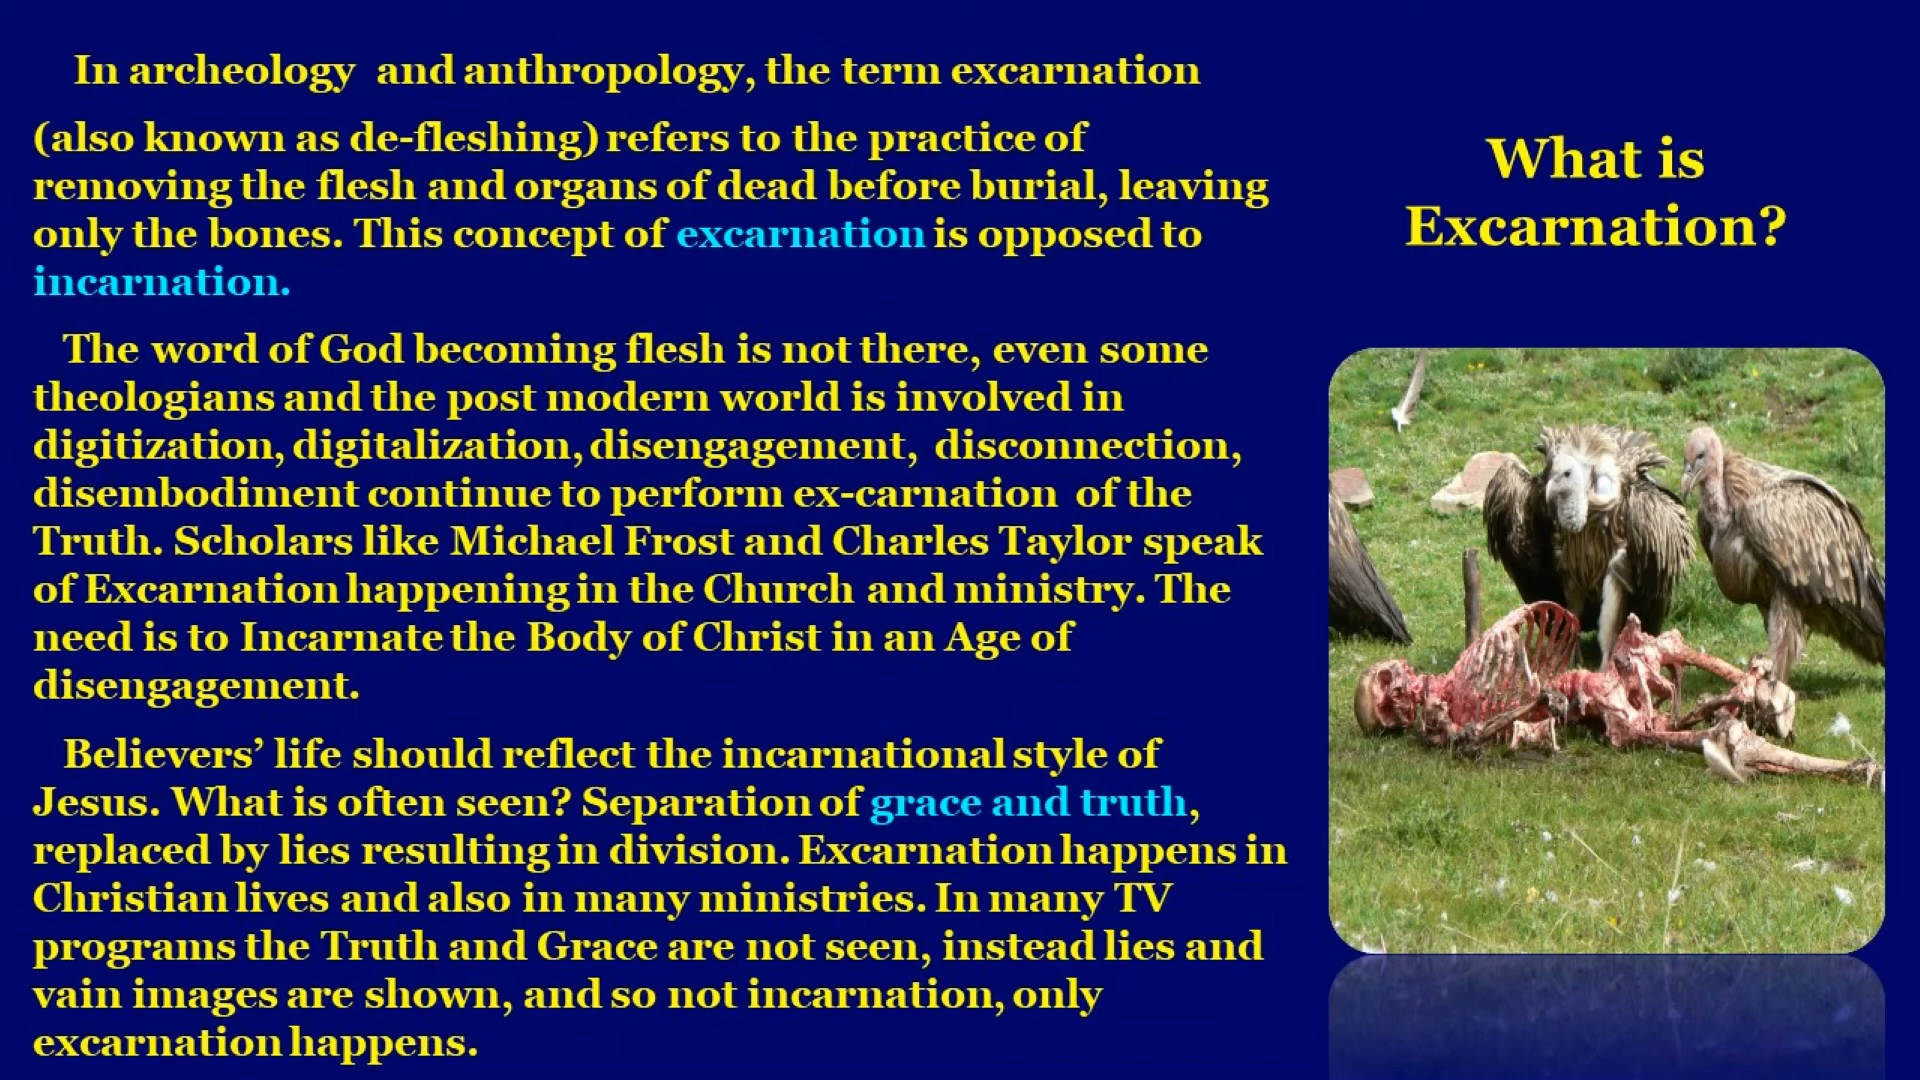 In archeology and anthropology, the term excarnation
(also known as de-fleshing) refers to the practice of
removing the flesh and organs of dead before burial, leaving
only the bones. This concept of excarnation is opposed to
incarnation.
The word of God becoming flesh is not there, even some
theologians and the post modern world is involved in
digitization, digitalization, disengagement, disconnection,
disembodiment continue to perform ex-carnation of the
Truth. Scholars like Michael Frost and Charles Taylor speak
of Excarnation happening in the Church and ministry. The
need is to Incarnate the Body of Christ in an Age of
disengagement.
Believers’ life should reflect the incarnational style of
Jesus. What is often seen? Separation of grace and truth,
replaced by lies resulting in division. Excarnation happens in
Christian lives and also in many ministries. In many TV
programs the Truth and Grace are not seen, instead lies and
vain images are shown, and so not incarnation, only
excarnation happens.
What is
Excarnation?